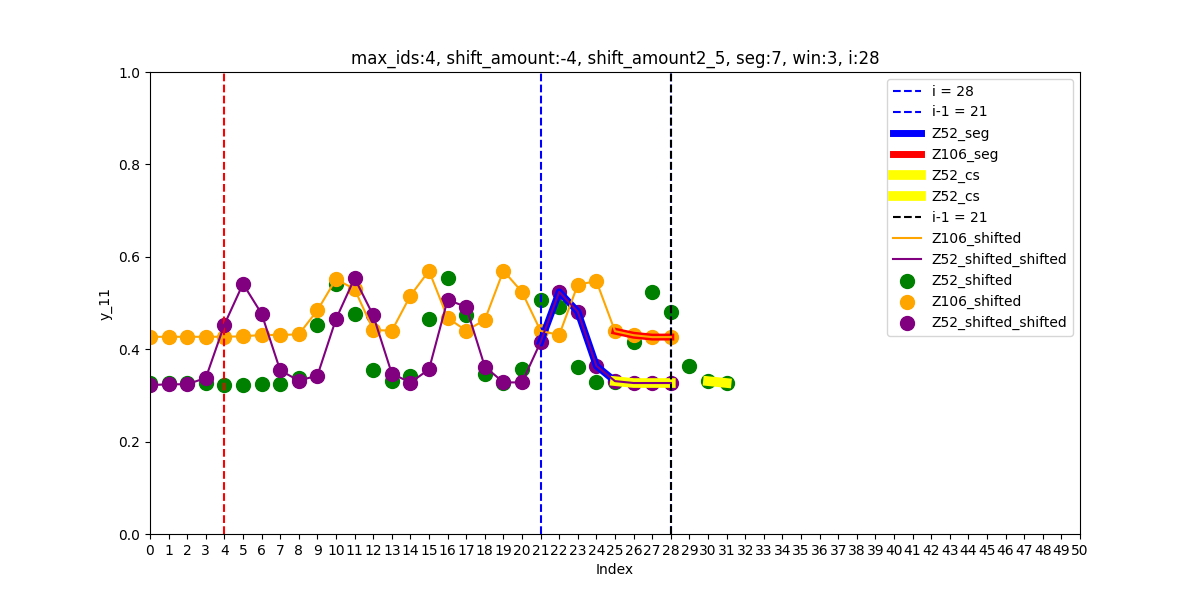 max_ids:4, shift_amount:-4, shift_amount2_5, seg:7, win:3, i:28
1.0
0.8
0.6
0.4
0.2
0.0
y_11
i = 28
i-1 = 21
Z52_seg
Z106_seg
Z52_cs
Z52_cs
i-1 = 21
Z106_shifted
Z52_shifted_shifted
Z52_shifted
Z106_shifted
Z52_shifted_shifted
0 1 2 3 4 5 6 7 8 9 10 11 12 13 14 15 16 17 18 19 20 21 22 23 24 25 26 27 28 29 30 31 32 33 34 35 36 37 38 39 40 41 42 43 44 45 46 47 48 49 50
Index